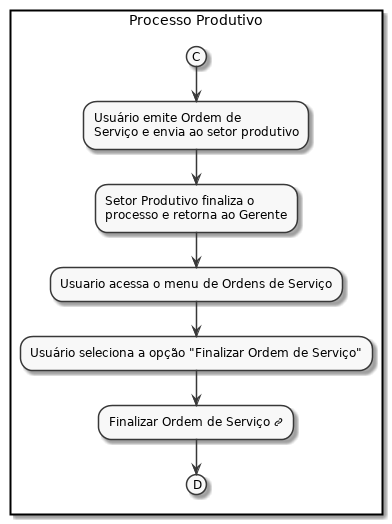 Processo Produtivo
C
Usuário emite Ordem de
Serviço e envia ao setor produtivo
Setor Produtivo finaliza o
processo e retorna ao Gerente
Usuario acessa o menu de Ordens de Serviço
Usuário seleciona a opção "Finalizar Ordem de Serviço"
Finalizar Ordem de Serviço
D